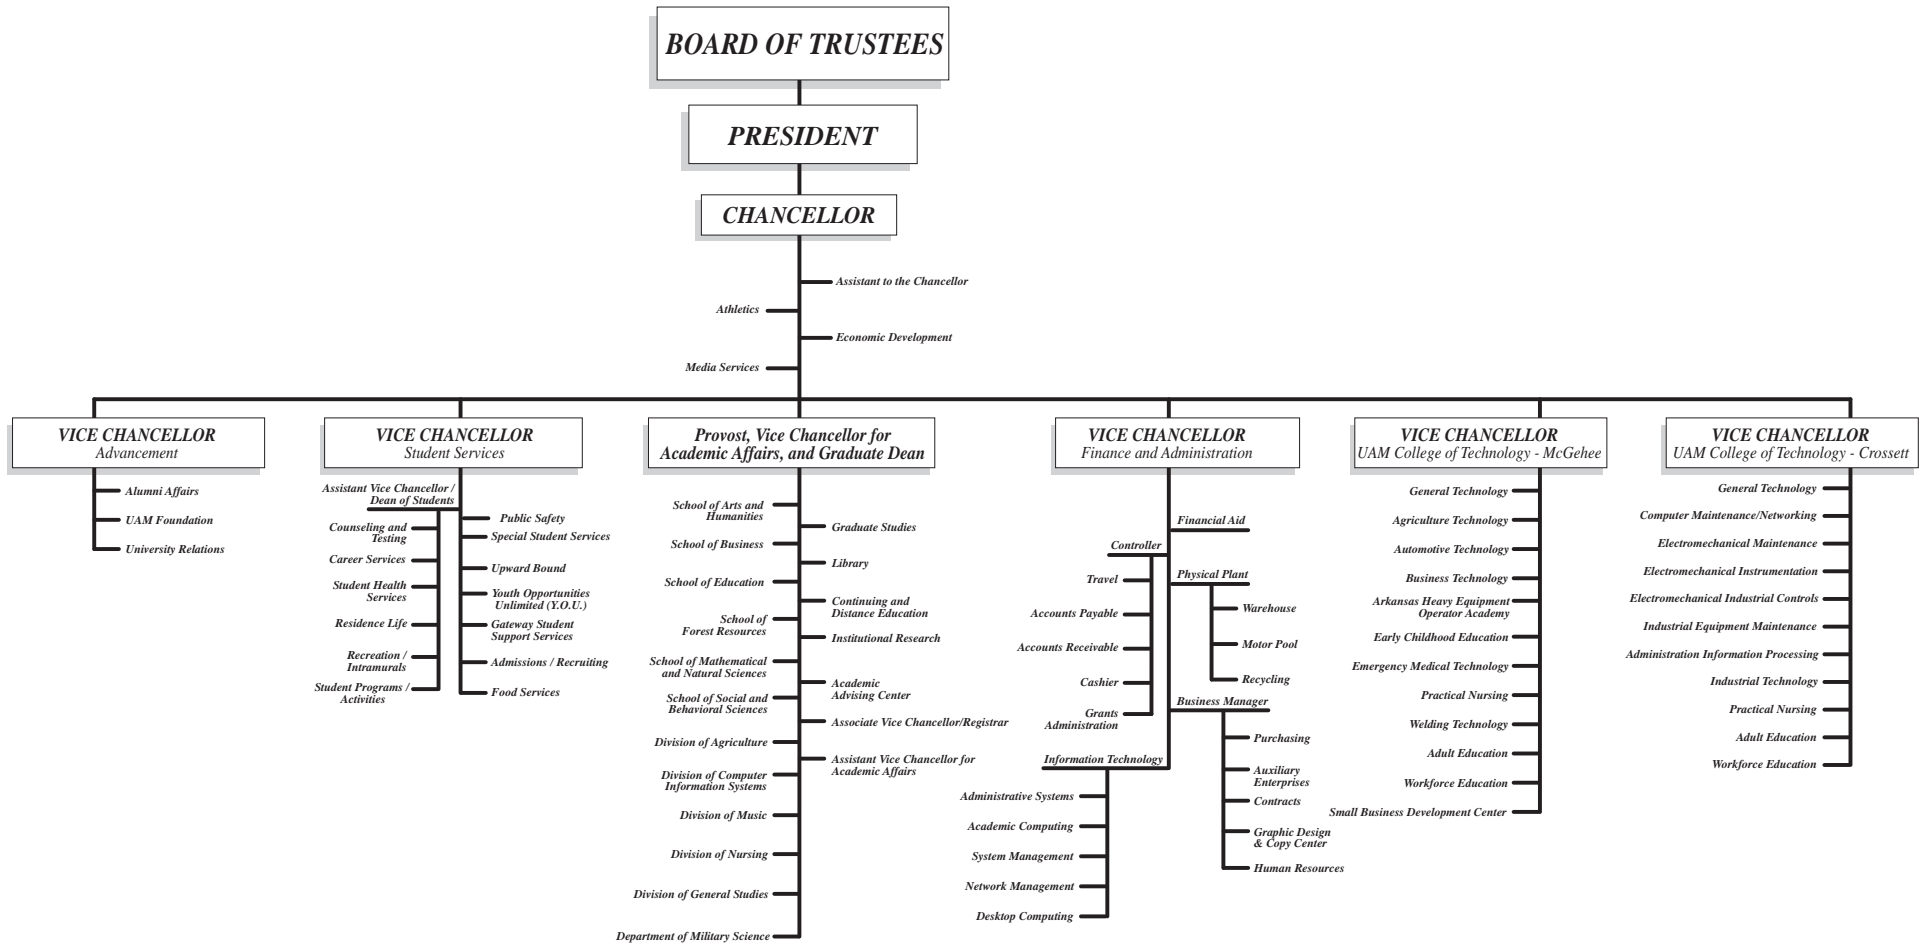 BOARD OF TRUSTEES
PRESIDENT
CHANCELLOR
Assistant to the Chancellor
Athletics
Economic Development
Media Services
VICE CHANCELLOR
Advancement
Alumni Affairs
UAM Foundation
University Relations
VICE CHANCELLOR
Student Services
Assistant Vice Chancellor /
Dean of Students
Counseling and
Testing
Career Services
Student Health
Services
Residence Life
Recreation /
Intramurals
Student Programs /
Activities
Public Safety
Special Student Services
Upward Bound
Youth Opportunities
Unlimited (Y.O.U.)
Gateway Student
Support Services
Admissions / Recruiting
Food Services
Provost, Vice Chancellor for
Academic Affairs, and Graduate Dean
School of Arts and
Humanities
School of Business
School of Education
School of
Forest Resources
School of Mathematical
and Natural Sciences
School of Social and
Behavioral Sciences
Division of Agriculture
Division of Computer
Information Systems
Division of Music
Division of Nursing
Division of General Studies
Department of Military Science
Graduate Studies
Library
Continuing and
Distance Education
Institutional Research
Academic
Advising Center
Associate Vice Chancellor/Registrar
Assistant Vice Chancellor for
Academic Affairs
VICE CHANCELLOR
Finance and Administration
Financial Aid
Controller
Travel
Accounts Payable
Accounts Receivable
Cashier
Grants
Administration
Physical Plant
Warehouse
Motor Pool
Recycling
Business Manager
Purchasing
Auxiliary
Enterprises
Contracts
Graphic Design
& Copy Center
Human Resources
Information Technology
Administrative Systems
Academic Computing
System Management
Network Management
Desktop Computing
VICE CHANCELLOR
UAM College of Technology - McGehee
General Technology
Agriculture Technology
Automotive Technology
Business Technology
Arkansas Heavy Equipment
Operator Academy
Early Childhood Education
Emergency Medical Technology
Practical Nursing
Welding Technology
Adult Education
Workforce Education
Small Business Development Center
VICE CHANCELLOR
UAM College of Technology - Crossett
General Technology
Computer Maintenance/Networking
Electromechanical Maintenance
Electromechanical Instrumentation
Electromechanical Industrial Controls
Industrial Equipment Maintenance
Administration Information Processing
Industrial Technology
Practical Nursing
Adult Education
Workforce Education